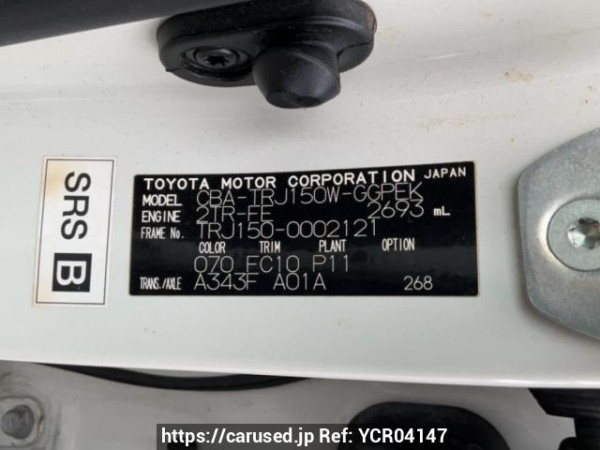 TOYOTA MOTOR CORPORATION JAPAN
MODEL CBA-TRJ150W-GGPEK
ENGINE 2TR-FE 2693 mL
FRAME No. TRJ150-0002121
COLOR TRIM PLANT OPTION
070 FC10 P11
TRANS./AXLE A343F A01A 268
SRS B
https://carused.jp Ref: YCR04147